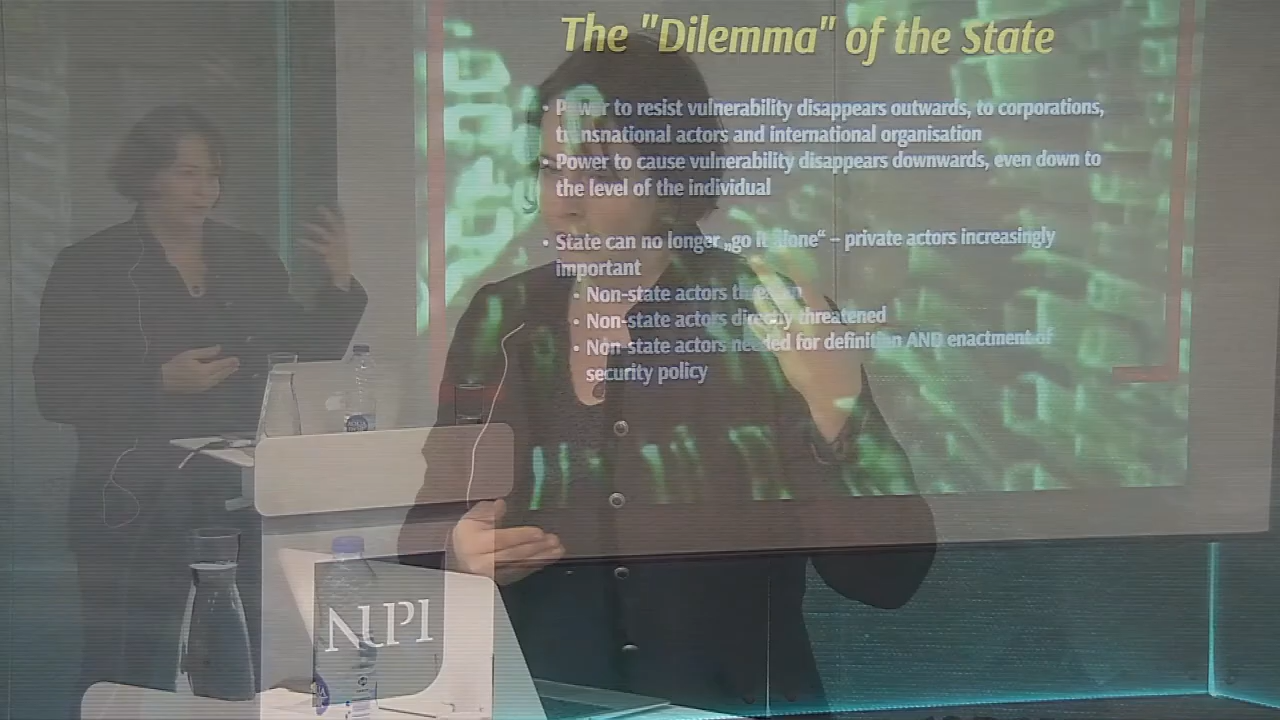 The "Dilemma" of the State
• Power to resist vulnerability disappears outwards, to corporations,
transnational actors and international organisation
• Power to cause vulnerability disappears downwards, even down to
the level of the individual
• State can no longer „go it alone“ – private actors increasingly
important
• Non-state actors threaten
• Non-state actors directly threatened
• Non-state actors needed for definition AND enactment of
security policy
NUPI